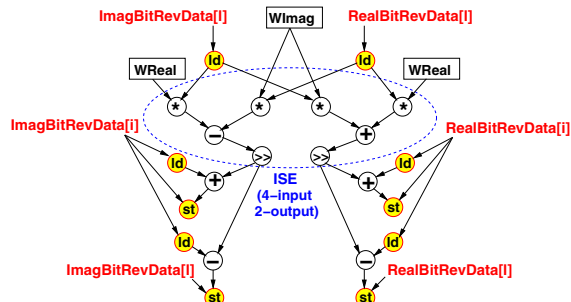 ImagBitRevData[l] WImag RealBitRevData[l]
ld ld
WReal WReal
* * * *
ImagBitRevData[i] − + RealBitRevData[i]
>> >>
ld ISE ld
+ (4−input +
st 2−output) st
ld ld
− −
ImagBitRevData[l] RealBitRevData[l]
st st